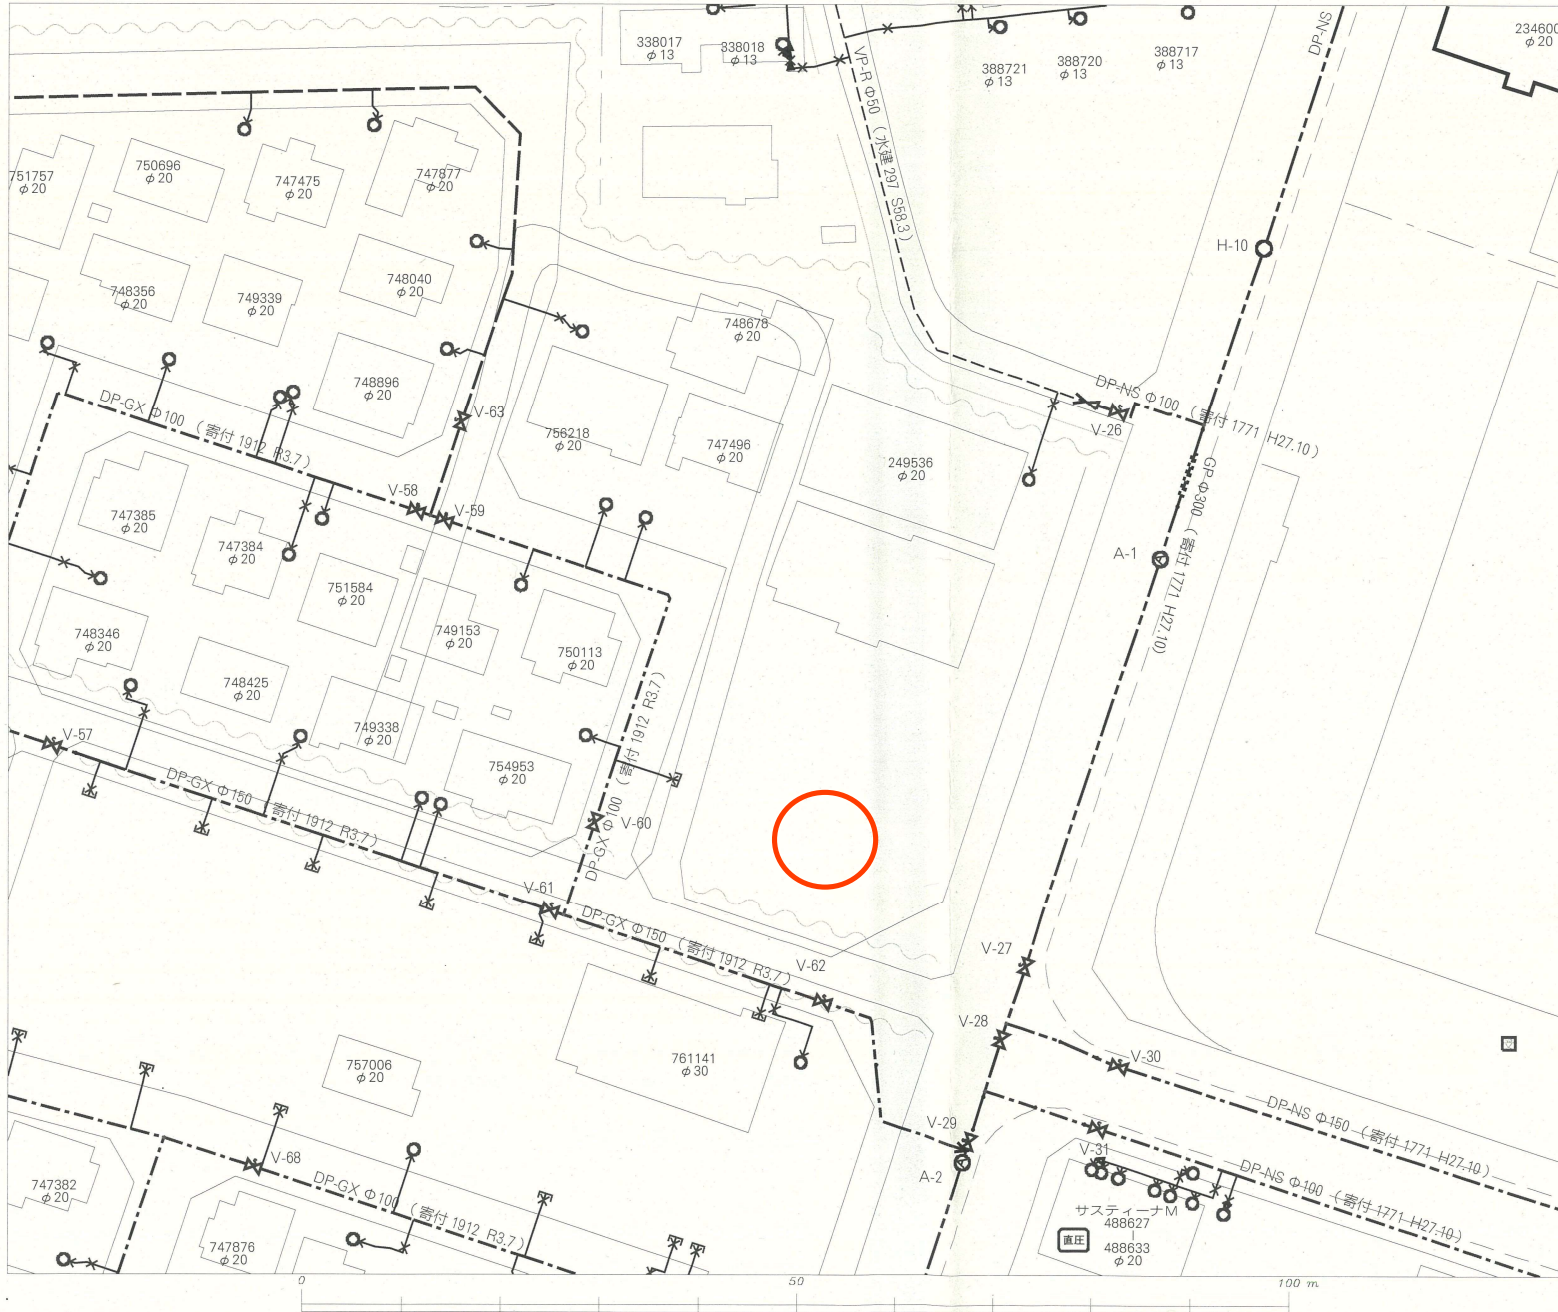 338017
φ13
338018
φ13
388721
φ13
388720
φ13
388717
φ13
DP-NS
234600
φ20
VP-R Φ50 （水建 297 S58.3）
751757
φ20
750696
φ20
747475
φ20
747877
φ20
H-10
748356
φ20
749339
φ20
748040
φ20
748678
φ20
748896
φ20
V-63
DP-GX Φ100 （寄付 1912 R3.7）
756218
φ20
747496
φ20
DP-NS Φ100 （寄付 1771 H27.10）
V-26
249536
φ20
GP Φ300 （寄付 1771 H27.10）
V-58
V-59
747385
φ20
747384
φ20
751584
φ20
A-1
748346
φ20
749153
φ20
750113
φ20
748425
φ20
749338
φ20
V-57
754953
φ20
DP-GX Φ100 （寄付 1912 R3.7）
V-60
DP-GX Φ150 （寄付 1912 R3.7）
V-61
DP-GX Φ150 （寄付 1912 R3.7）
V-62
V-27
V-28
V-30
757006
φ20
761141
φ30
V-29
A-2
DP-NS Φ150 （寄付 1771 H27.10）
V-31
DP-NS Φ100 （寄付 1771 H27.10）
V-68
747382
φ20
DP-GX Φ100 （寄付 1912 R3.7）
747876
φ20
サスティーナM
488627
|
488633
φ20
直圧
0
50
100 m